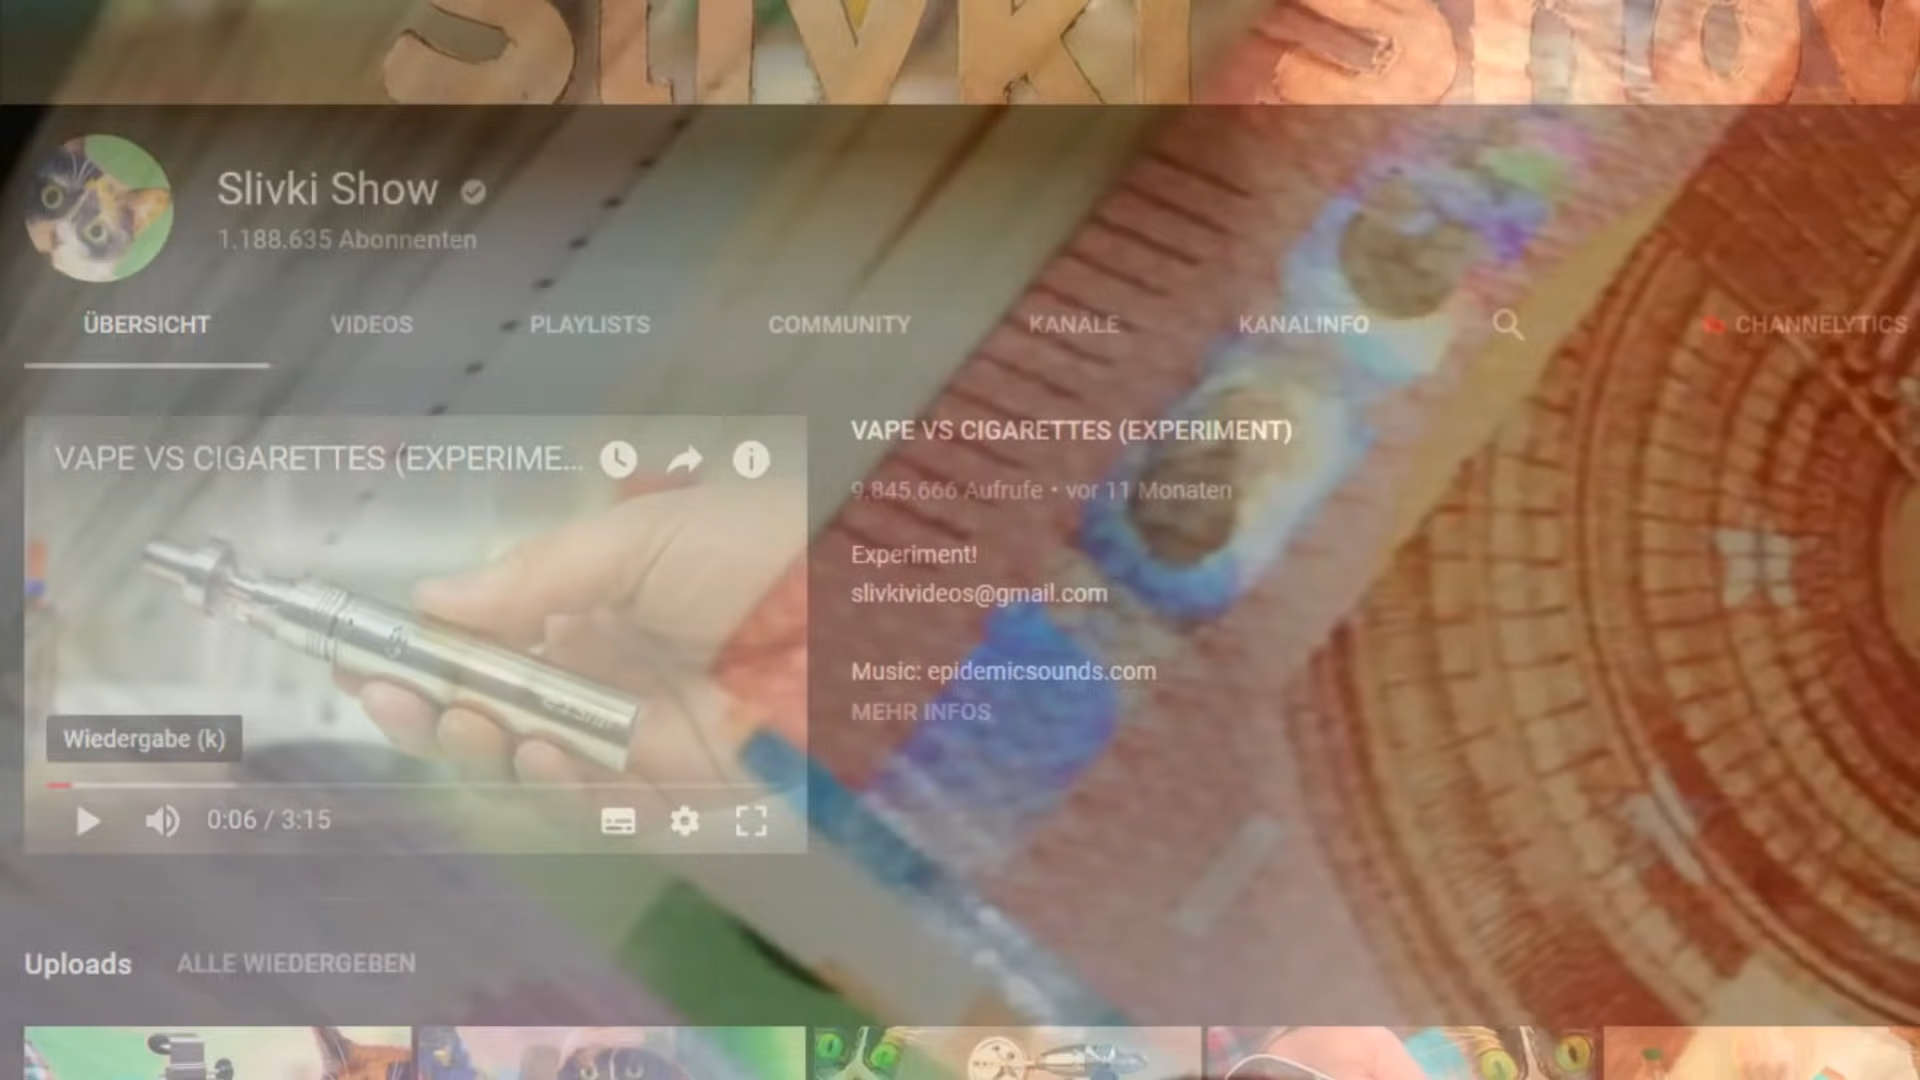 SLIVKI SHOW
Slivki Show
1.188.635 Abonnenten
ÜBERSICHT
VIDEOS
PLAYLISTS
COMMUNITY
KANÄLE
KANALINFO
CHANNELYTICS
VAPE VS CIGARETTES (EXPERIME...
VAPE VS CIGARETTES (EXPERIMENT)
9.845.666 Aufrufe • vor 11 Monaten
Experiment!
slivkivideos@gmail.com
Music: epidemicsounds.com
MEHR INFOS
Wiedergabe (k)
0:06 / 3:15
Uploads
ALLE WIEDERGEBEN